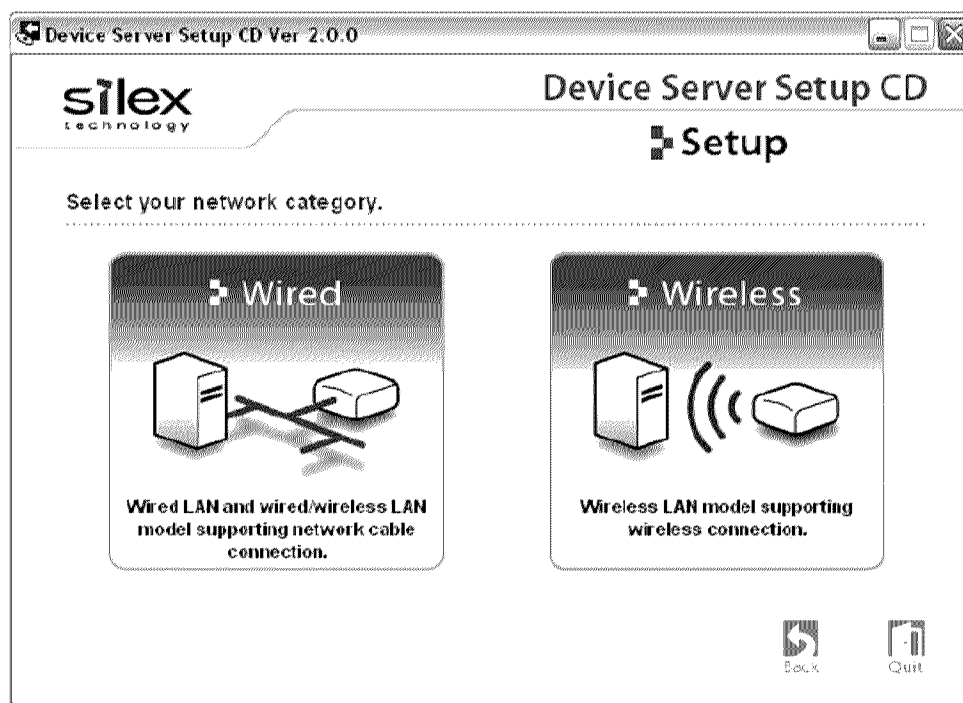 Device Server Setup CD Ver 2.0.0
silex
technology
Device Server Setup CD
Setup
Select your network category.
Wired
Wired LAN and wired/wireless LAN
model supporting network cable
connection.
Wireless
Wireless LAN model supporting
wireless connection.
Back
Quit